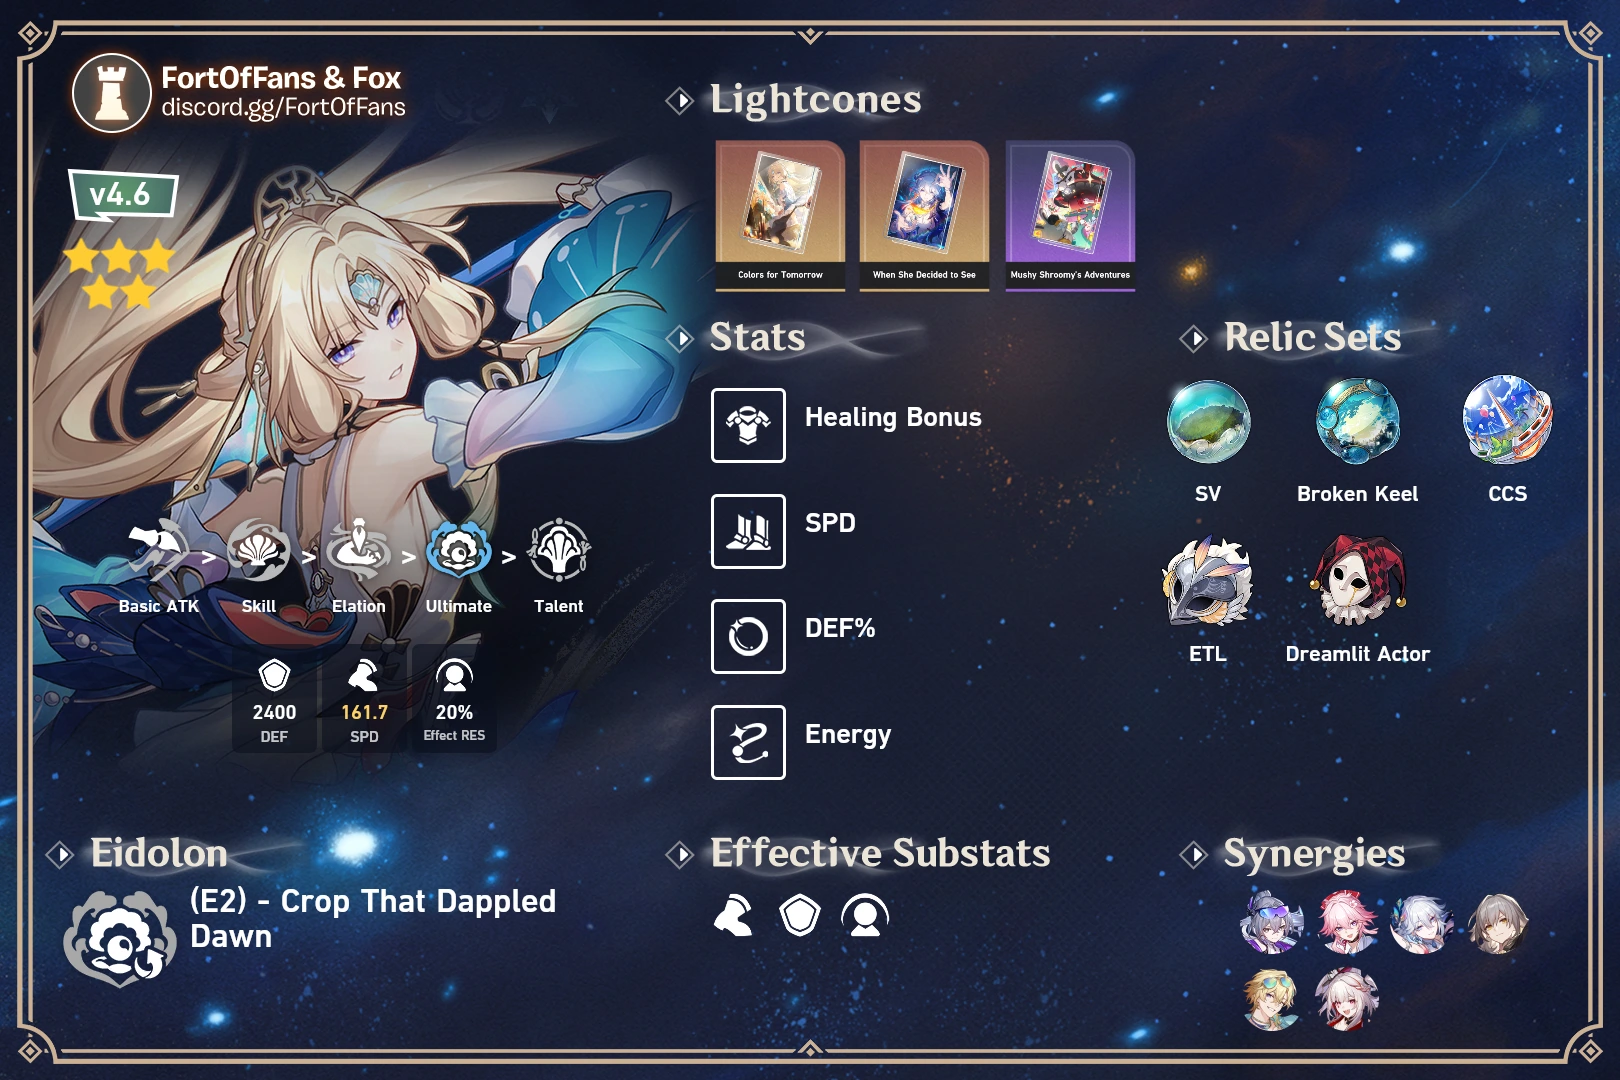 FortOfFans & Fox
discord.gg/FortOfFans
v4.6
Basic ATK > Skill > Elation > Ultimate > Talent
2400
DEF
161.7
SPD
20%
Effect RES
Eidolon
(E2) - Crop That Dappled
Dawn
Lightcones
Colors for Tomorrow
When She Decided to See
Mushy Shroomy's Adventures
Stats
Healing Bonus
SPD
DEF%
Energy
Relic Sets
SV
Broken Keel
CCS
ETL
Dreamlit Actor
Effective Substats
Synergies